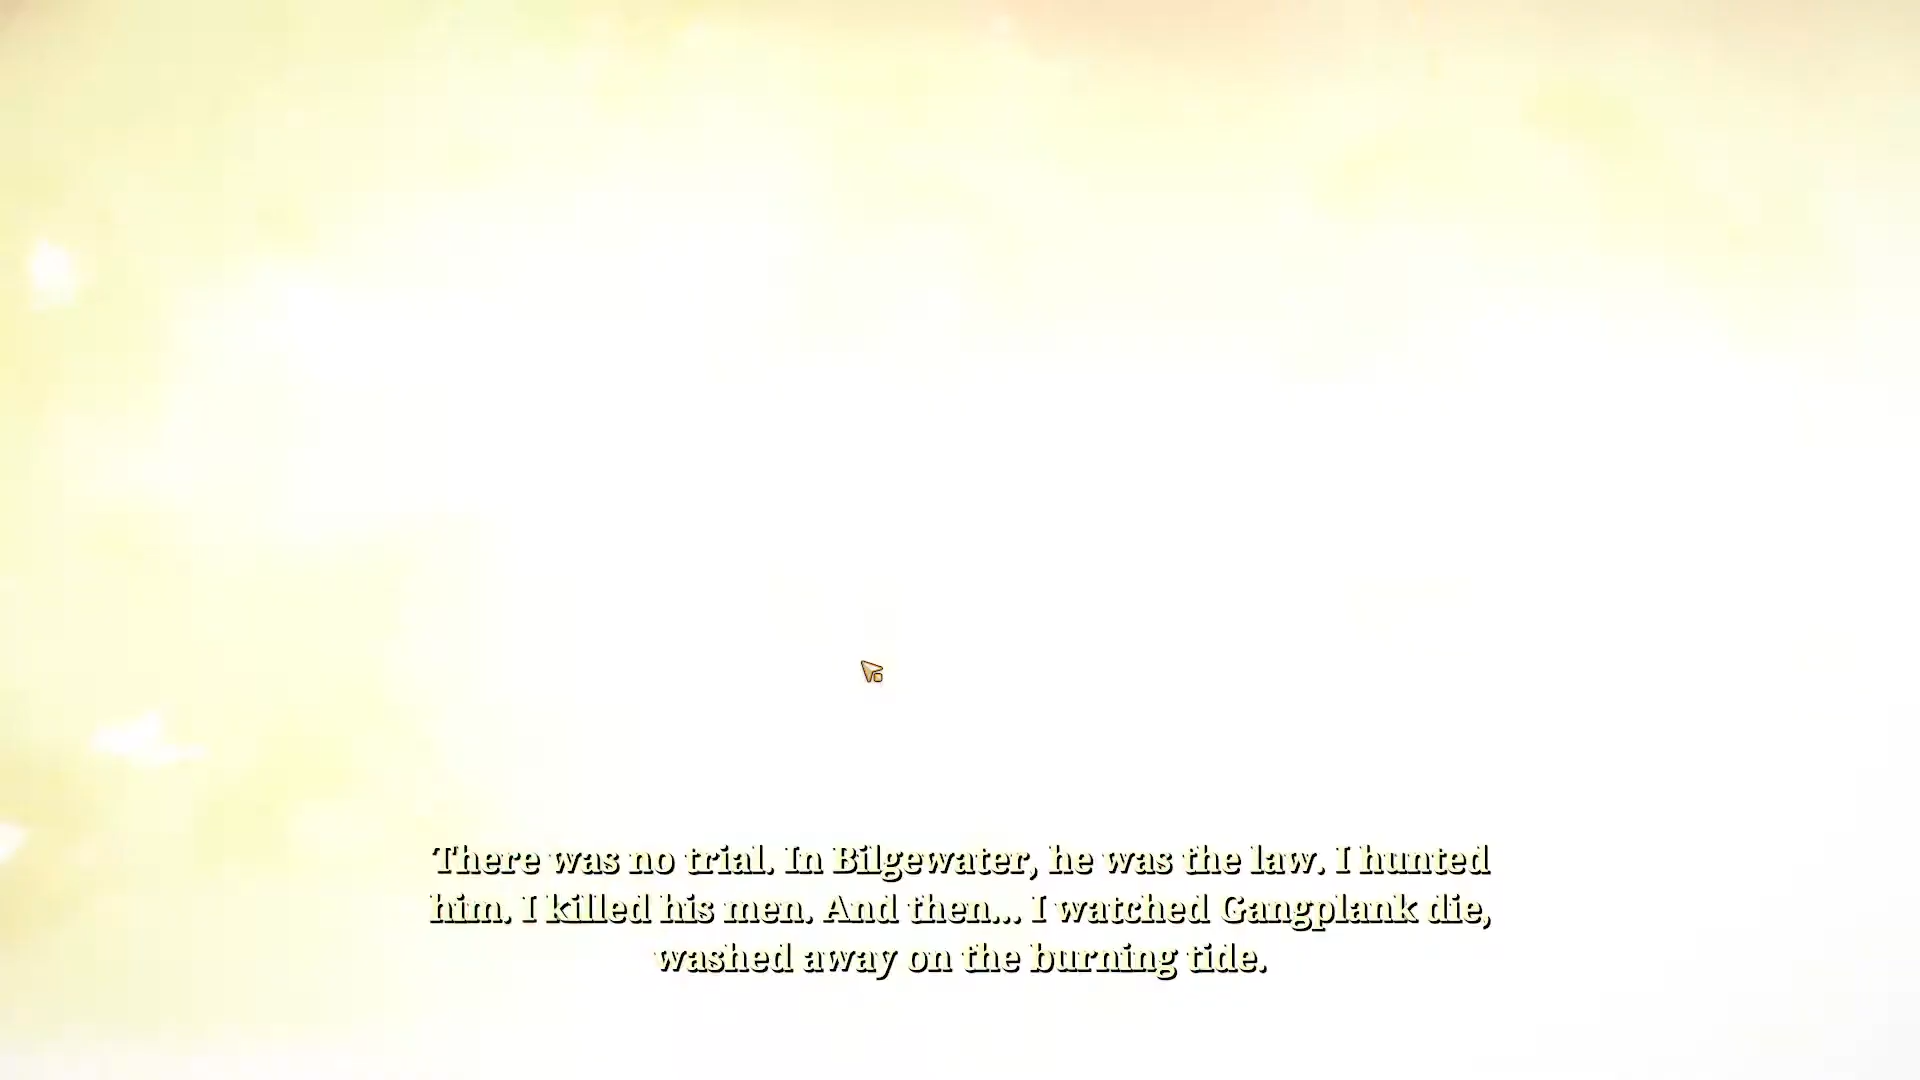 There was no trial. In Bilgewater, he was the law. I hunted
him. I killed his men. And then... I watched Gangplank die,
washed away on the burning tide.